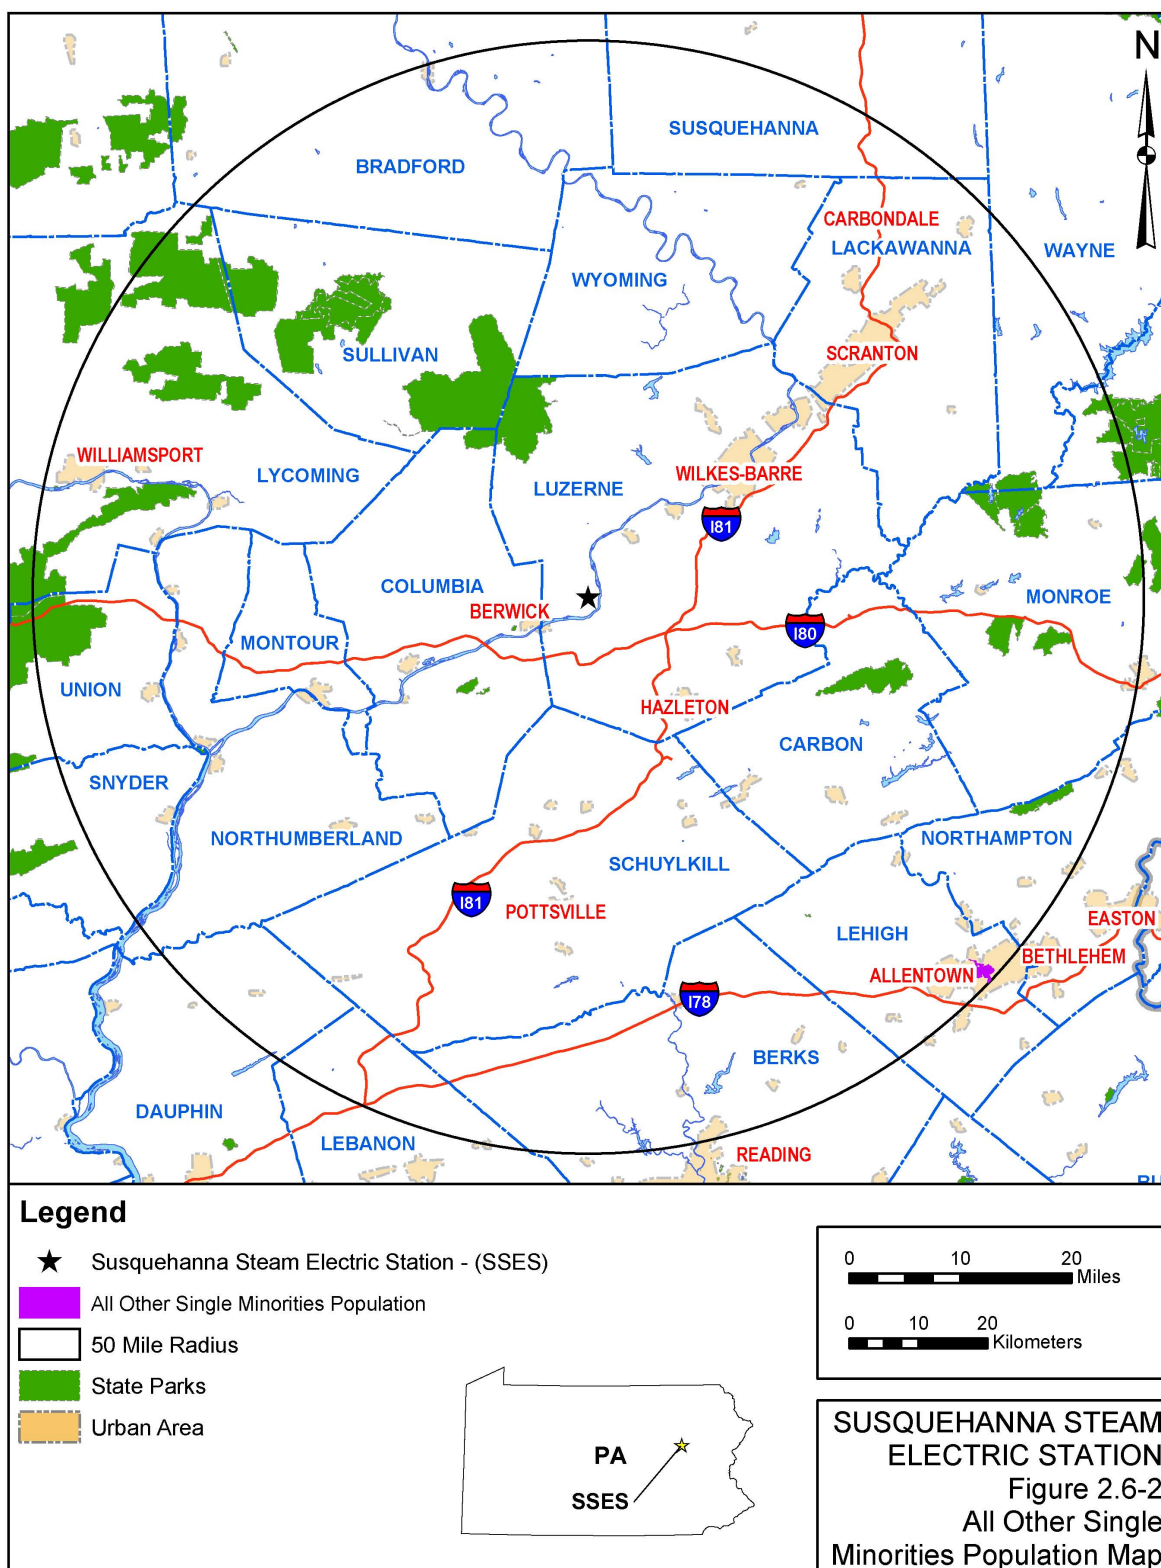 N
SUSQUEHANNA
BRADFORD
CARBONDALE
LACKAWANNA
WAYNE
WYOMING
SULLIVAN
SCRANTON
WILLIAMSPORT
LYCOMING
WILKES-BARRE
LUZERNE
I81
COLUMBIA
BERWICK
MONROE
I80
MONTOUR
UNION
HAZLETON
CARBON
SNYDER
NORTHUMBERLAND
NORTHAMPTON
SCHUYLKILL
I81
POTTSVILLE
EASTON
LEHIGH
BETHLEHEM
ALLENTOWN
I78
BERKS
DAUPHIN
LEBANON
READING
BU
Legend
Susquehanna Steam Electric Station - (SSES)
All Other Single Minorities Population
50 Mile Radius
State Parks
Urban Area
PA
SSES
0 10 20
Miles
0 10 20
Kilometers
SUSQUEHANNA STEAM
ELECTRIC STATION
Figure 2.6-2
All Other Single
Minorities Population Map